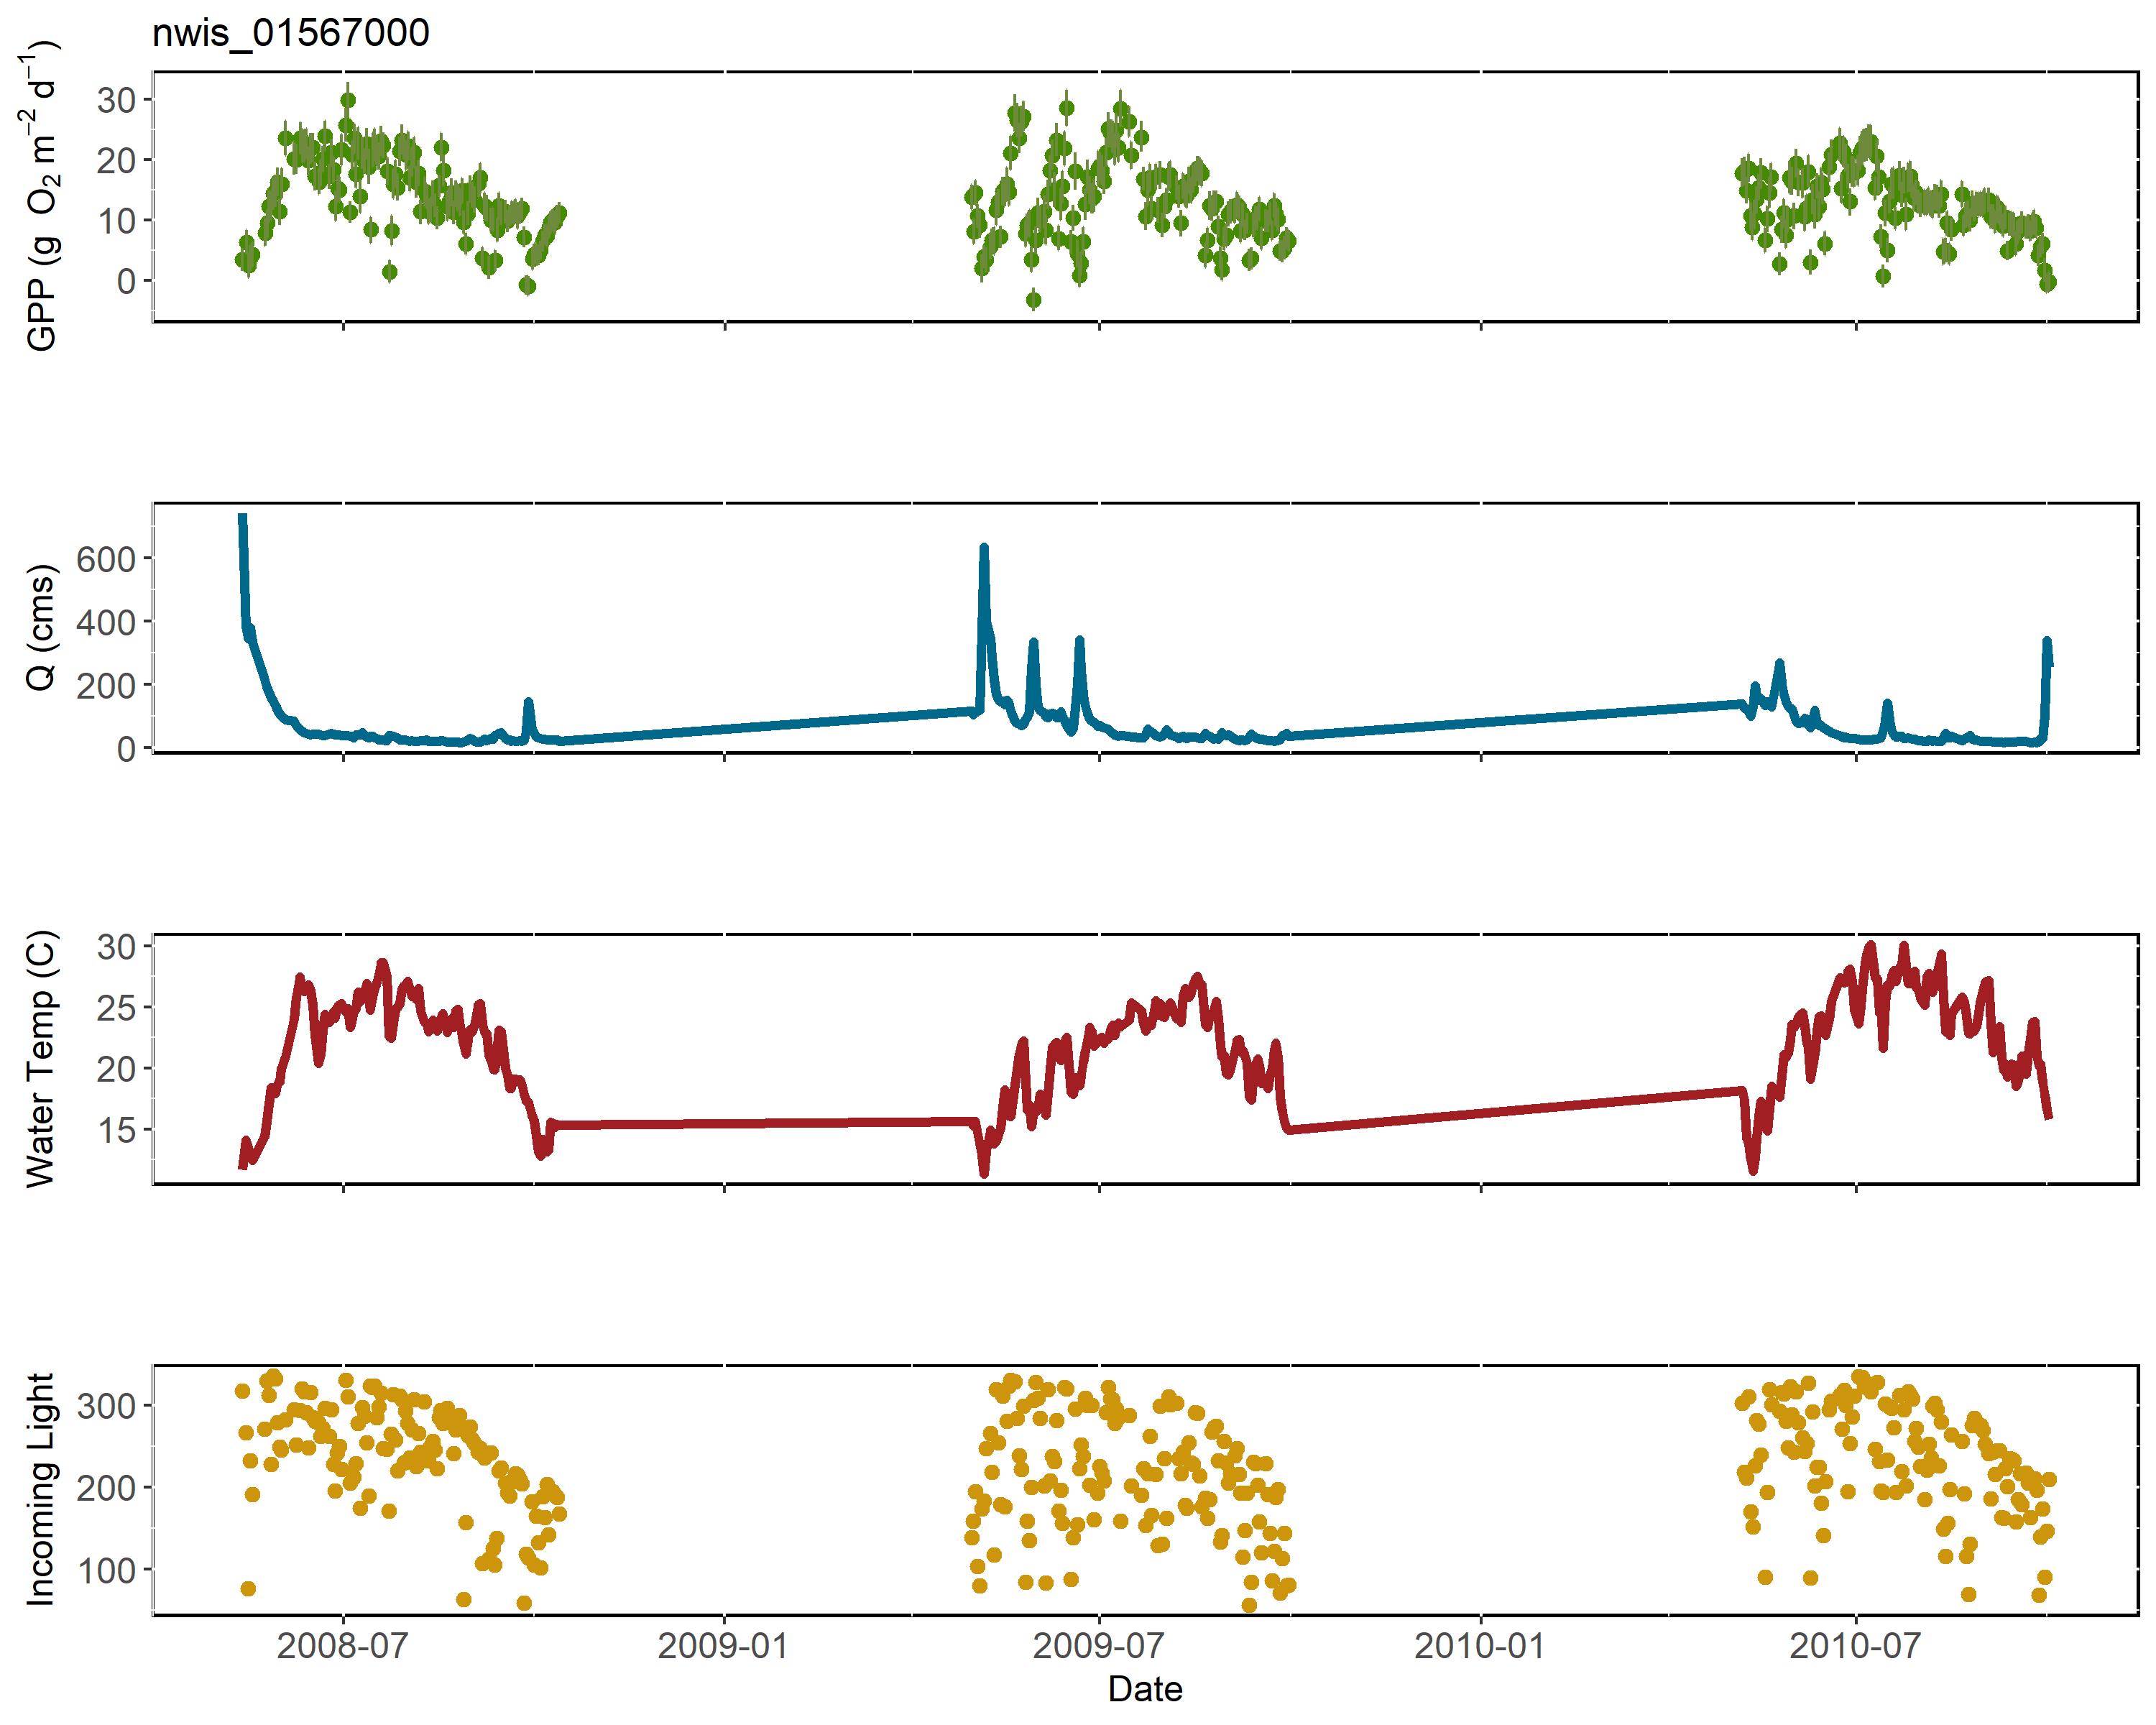 nwis_01567000
GPP (g O₂ m⁻² d⁻¹)
30
20
10
0
Q (cms)
600
400
200
0
Water Temp (C)
30
25
20
15
Incoming Light
300
200
100
2008-07 2009-01 2009-07 2010-01 2010-07
Date